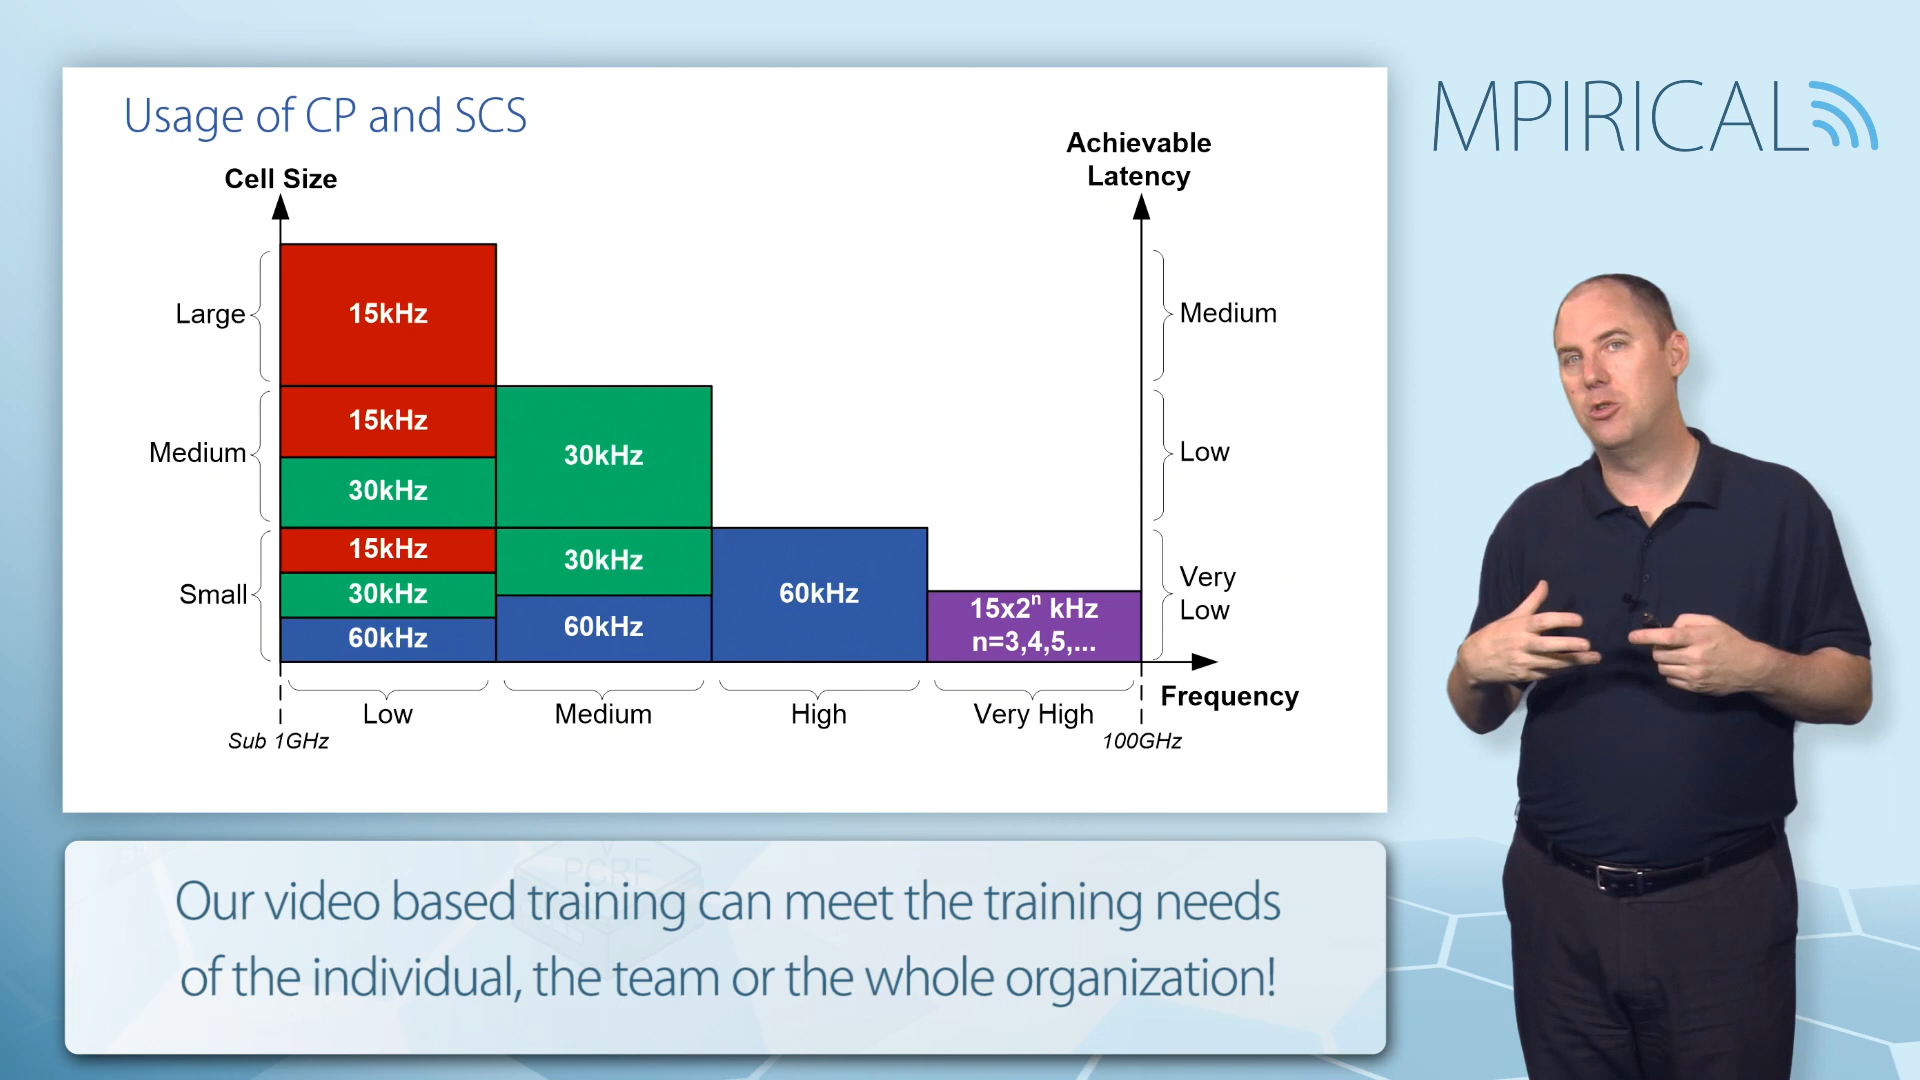 Usage of CP and SCS
MPIRICAL
Cell Size
Achievable
Latency
Large
15kHz
Medium
Medium
15kHz
30kHz
30kHz
Low
Small
15kHz
30kHz
60kHz
30kHz
60kHz
60kHz
15x2ⁿ kHz
n=3,4,5,...
Very
Low
Frequency
Low
Medium
High
Very High
Sub 1GHz
100GHz
PCRF
Our video based training can meet the training needs
of the individual, the team or the whole organization!